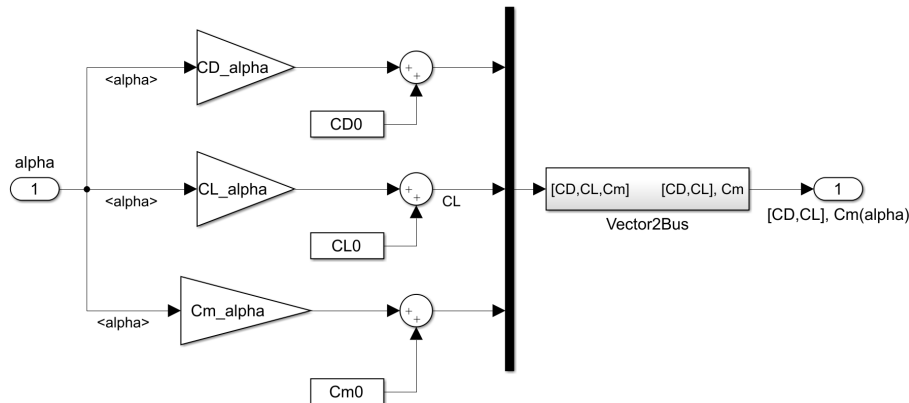 CD_alpha
<alpha>
CD0
alpha
1
CL_alpha
<alpha>
CL
CL0
[CD,CL,Cm]
[CD,CL], Cm
Vector2Bus
1
[CD,CL], Cm(alpha)
Cm_alpha
<alpha>
Cm0
+
+
+
+
+
+